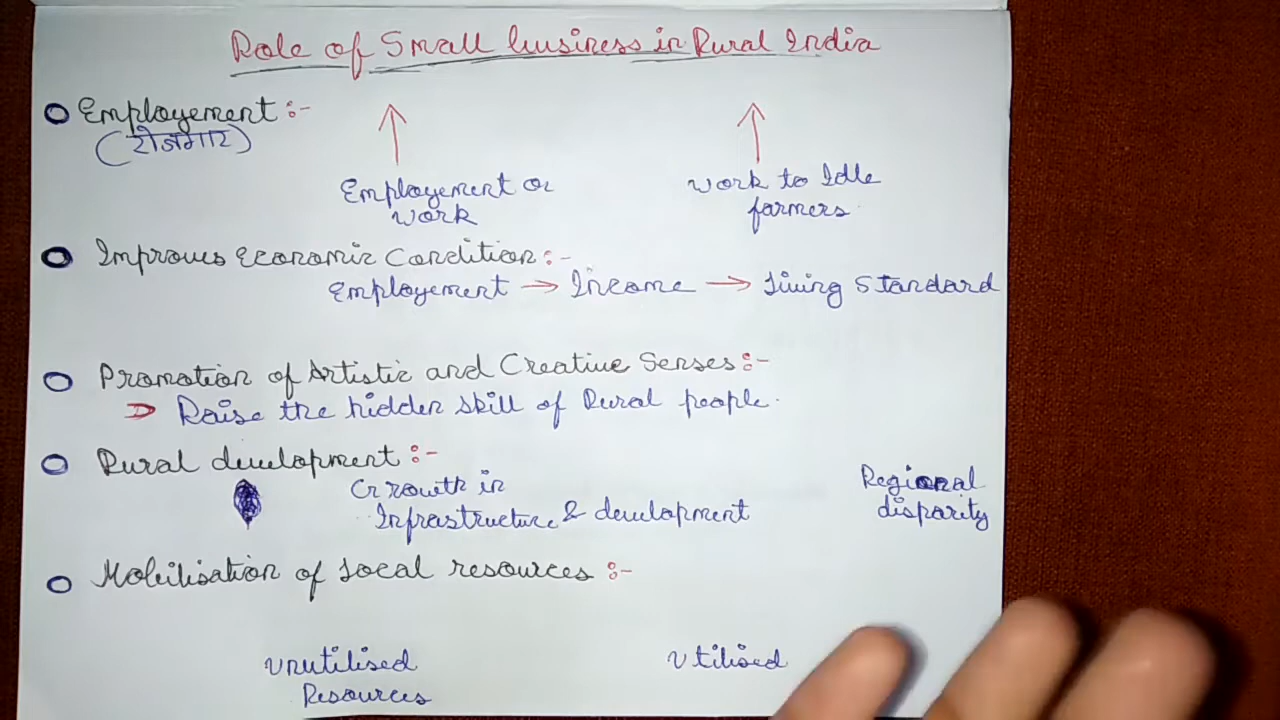 Role of Small business in Rural India
Employement :-
(रोजगार)
Employement or
work
work to Idle
farmers
Improves Economic Condition :-
Employement → Income → Living Standard
Promotion of Artistic and Creative Senses :-
Raise the hidden skill of Rural people.
Rural development :-
Growth in
Infrastructure & development
Regional
disparity
Mobilisation of Local resources :-
Unutilised
Resources
Utilised